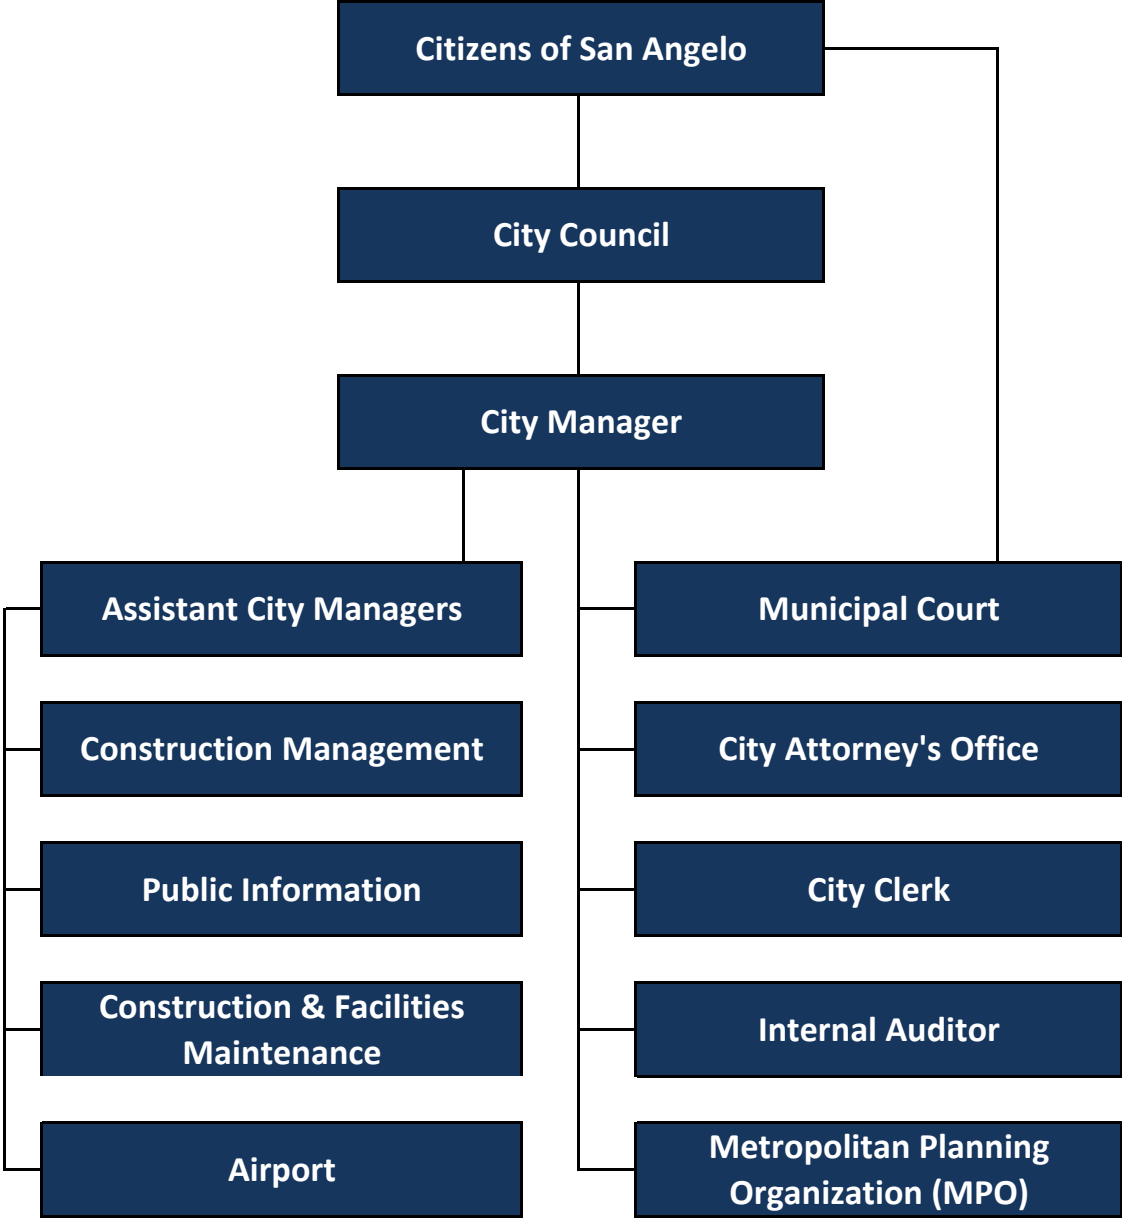 Citizens of San Angelo
City Council
City Manager
Assistant City Managers
Municipal Court
Construction Management
City Attorney's Office
Public Information
City Clerk
Construction & Facilities
Maintenance
Internal Auditor
Airport
Metropolitan Planning
Organization (MPO)